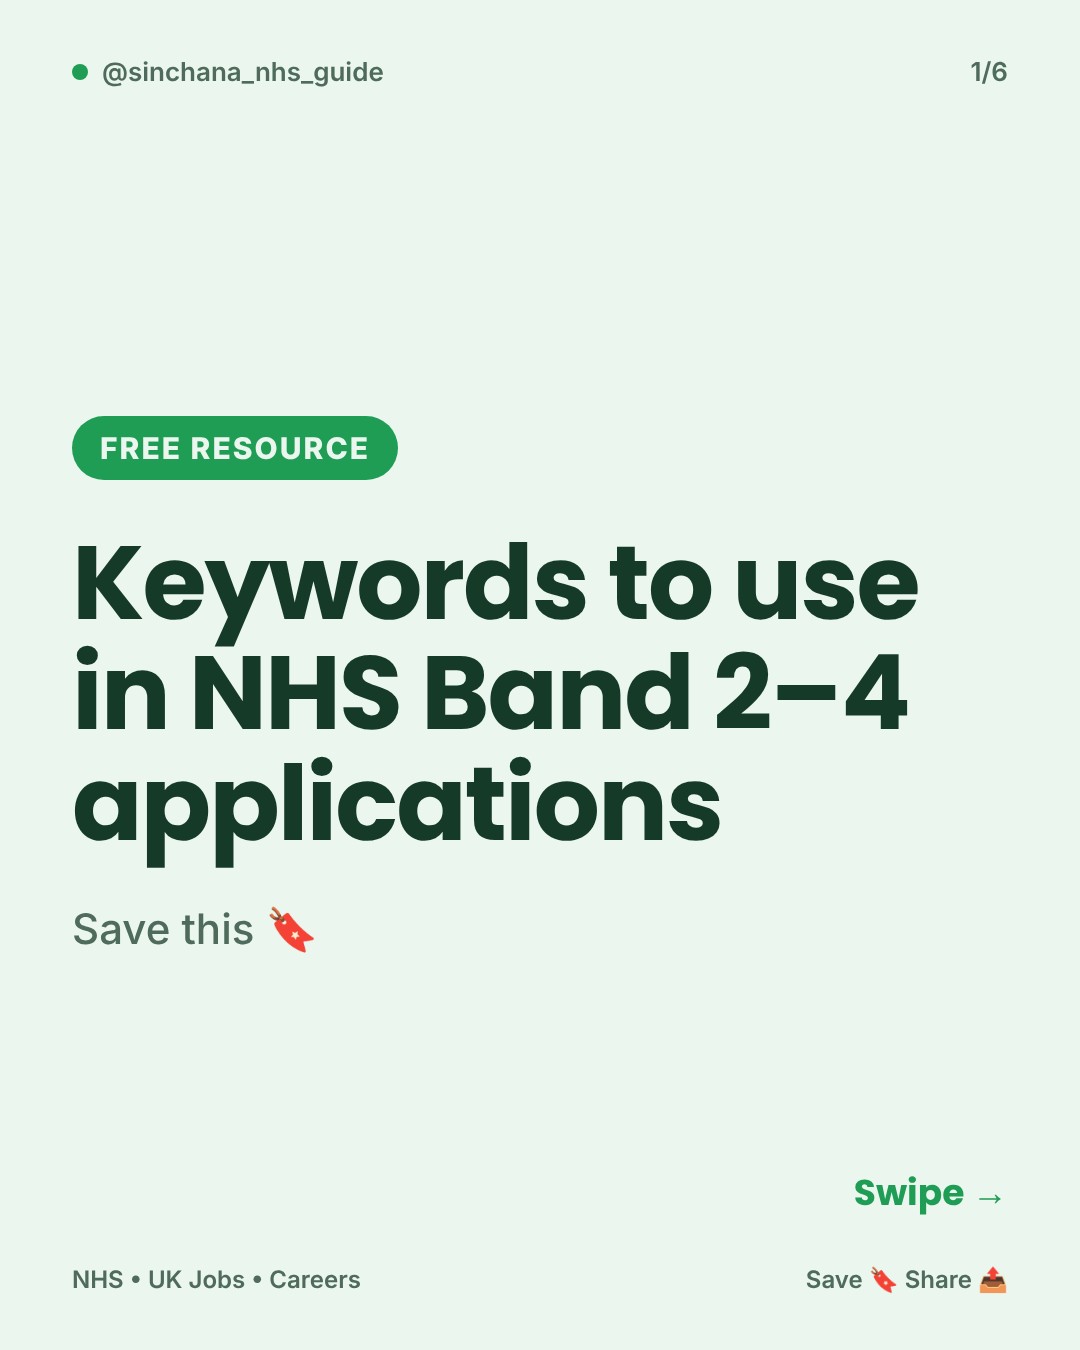 @sinchana_nhs_guide
1/6
FREE RESOURCE
Keywords to use
in NHS Band 2–4
applications
Save this 🔖
Swipe →
NHS • UK Jobs • Careers
Save 🔖 Share 📤